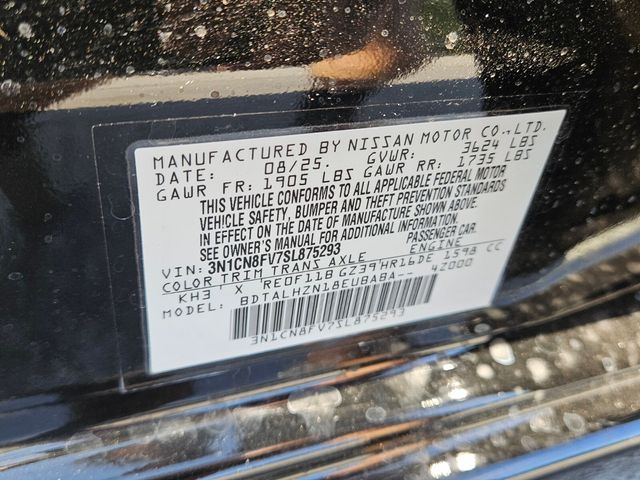 MANUFACTURED BY NISSAN MOTOR CO.,LTD.
DATE: 08/25. GVWR: 3624 LBS
GAWR FR: 1905 LBS GAWR RR: 1735 LBS
THIS VEHICLE CONFORMS TO ALL APPLICABLE FEDERAL MOTOR
VEHICLE SAFETY, BUMPER AND THEFT PREVENTION STANDARDS
IN EFFECT ON THE DATE OF MANUFACTURE SHOWN ABOVE.
SEE OWNER'S MANUAL FOR ADDITIONAL INFORMATION.
VIN: 3N1CN8FV7SL875293 PASSENGER CAR.
COLOR TRIM TRANS AXLE ENGINE
KH3 X RE0F11B GZ39 HR16DE 1598 CC
MODEL: BDTALHZN18EUBABA-- 4Z000
3N1CN8FV7SL875293